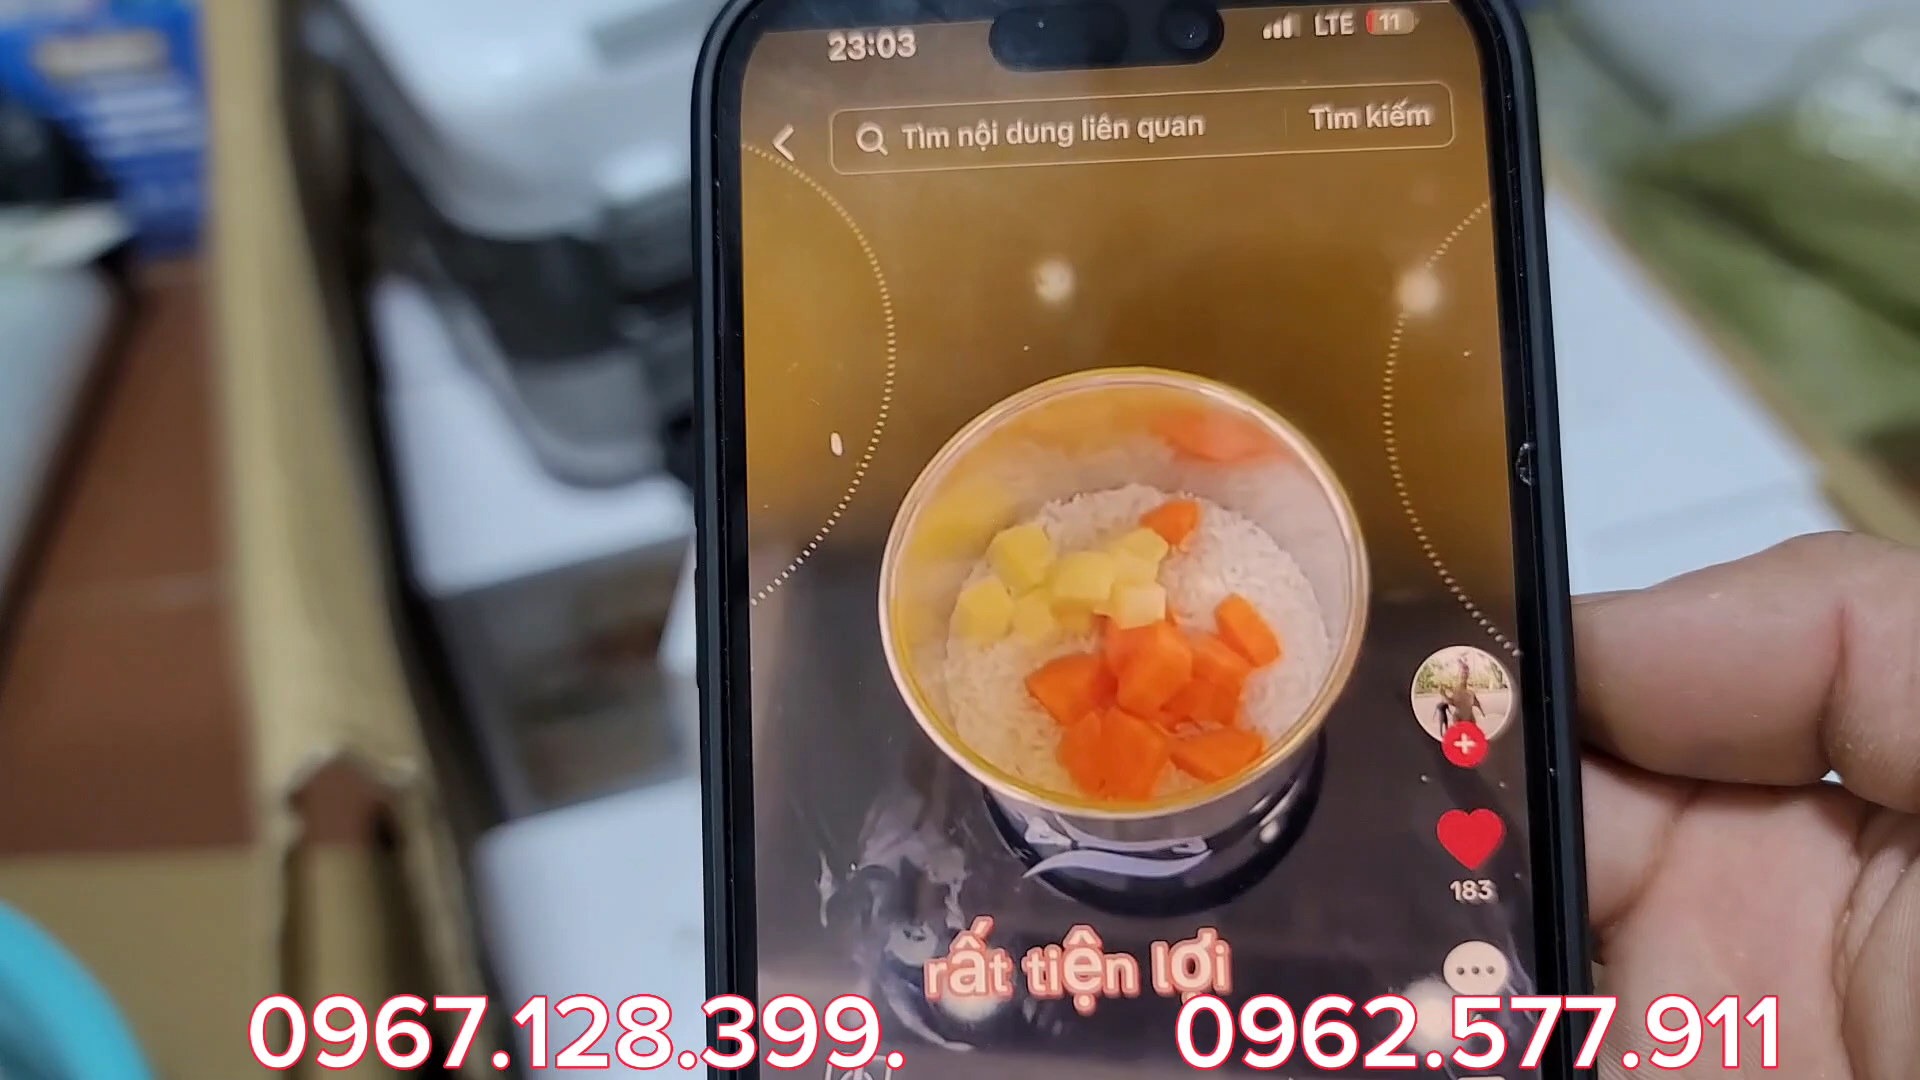 23:03 LTE 11
Tìm nội dung liên quan Tìm kiếm
183
rất tiện lợi
0967.128.399. 0962.577.911